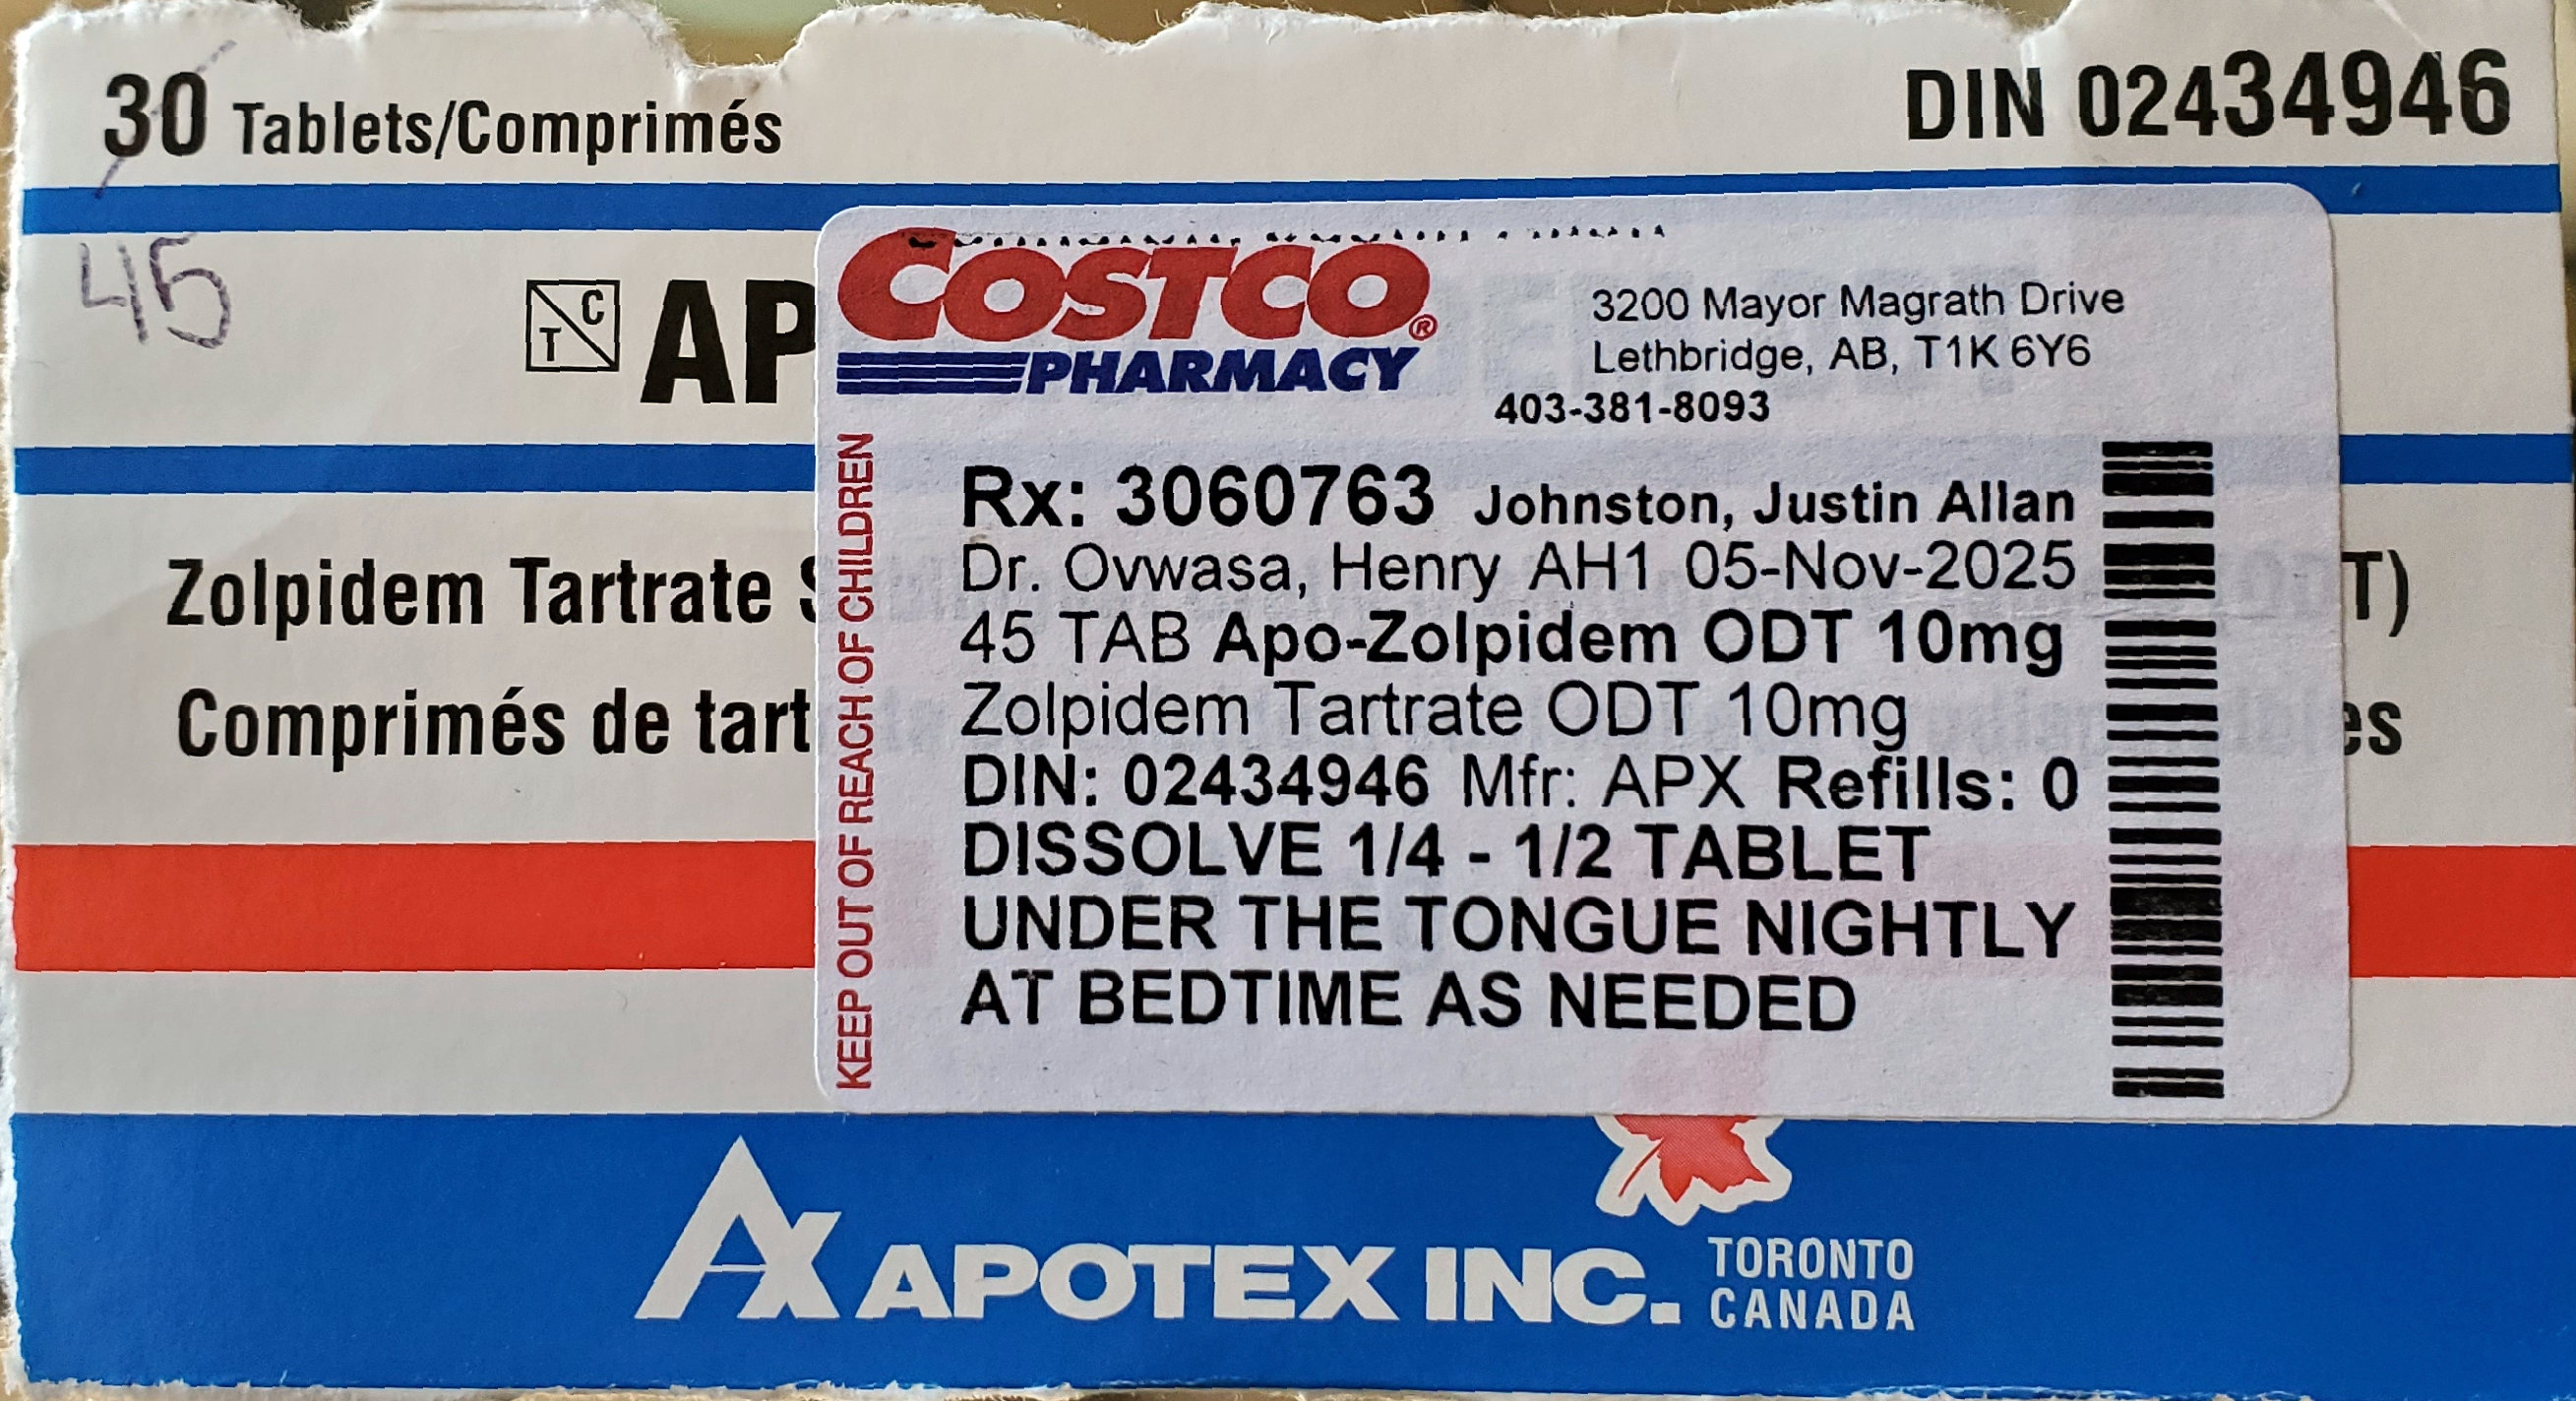 30 Tablets/Comprimés
DIN 02434946
45
C
T
AP
COSTCO®
PHARMACY
3200 Mayor Magrath Drive
Lethbridge, AB, T1K 6Y6
403-381-8093
KEEP OUT OF REACH OF CHILDREN
Rx: 3060763 Johnston, Justin Allan
Dr. Ovwasa, Henry AH1 05-Nov-2025
45 TAB Apo-Zolpidem ODT 10mg
Zolpidem Tartrate ODT 10mg
DIN: 02434946 Mfr: APX Refills: 0
DISSOLVE 1/4 - 1/2 TABLET
UNDER THE TONGUE NIGHTLY
AT BEDTIME AS NEEDED
Zolpidem Tartrate
T)
Comprimés de tart
es
APOTEX INC.
TORONTO
CANADA